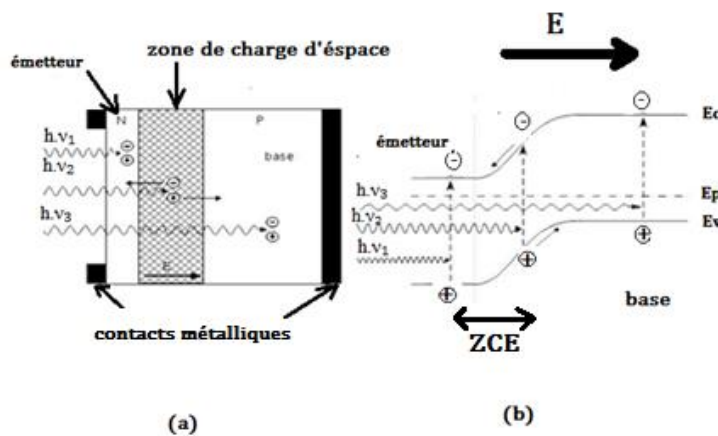 zone de charge d'éspace
émetteur
N
P
h.ν1
h.ν2
h.ν3
base
E
contacts métalliques
(a)
E
émetteur
Ec
h.ν3
h.ν2
h.ν1
Ev
base
ZCE
(b)